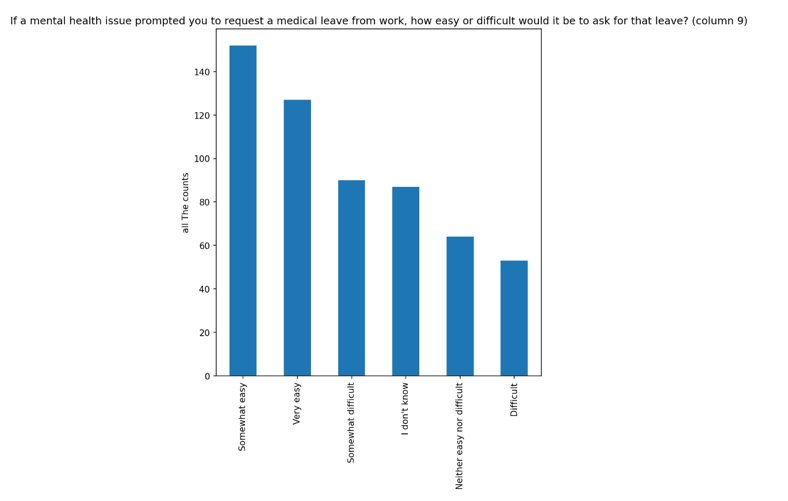 If a mental health issue prompted you to request a medical leave from work, how easy or difficult would it be to ask for that leave? (column 9)
140
120
100
80
60
40
20
0
all The counts
Somewhat easy
Very easy
Somewhat difficult
I don't know
Neither easy nor difficult
Difficult